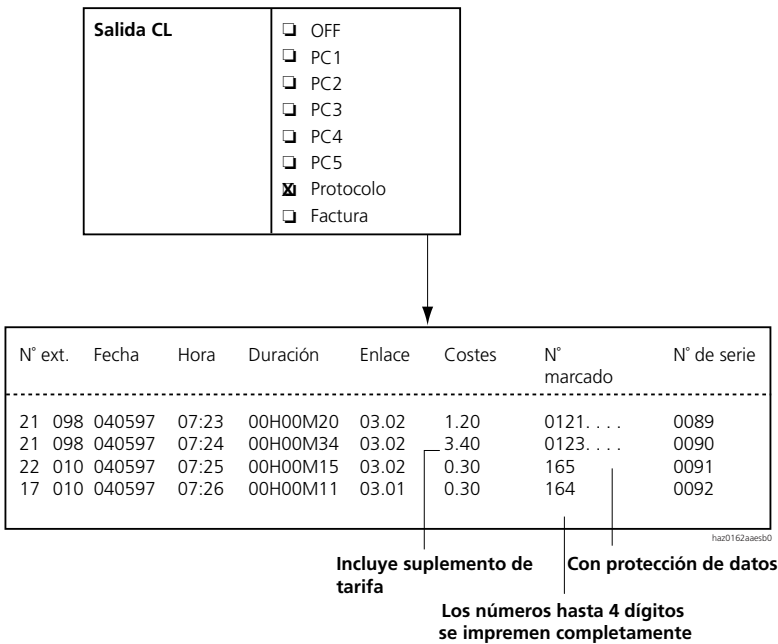 Salida CL
OFF
PC1
PC2
PC3
PC4
PC5
X Protocolo
Factura
N° ext. Fecha Hora Duración Enlace Costes N° marcado N° de serie
21 098 040597 07:23 00H00M20 03.02 1.20 0121. . . . 0089
21 098 040597 07:24 00H00M34 03.02 3.40 0123. . . . 0090
22 010 040597 07:25 00H00M15 03.02 0.30 165 0091
17 010 040597 07:26 00H00M11 03.01 0.30 164 0092
haz0162aaesb0
Incluye suplemento de
tarifa
Con protección de datos
Los números hasta 4 dígitos
se impremen completamente